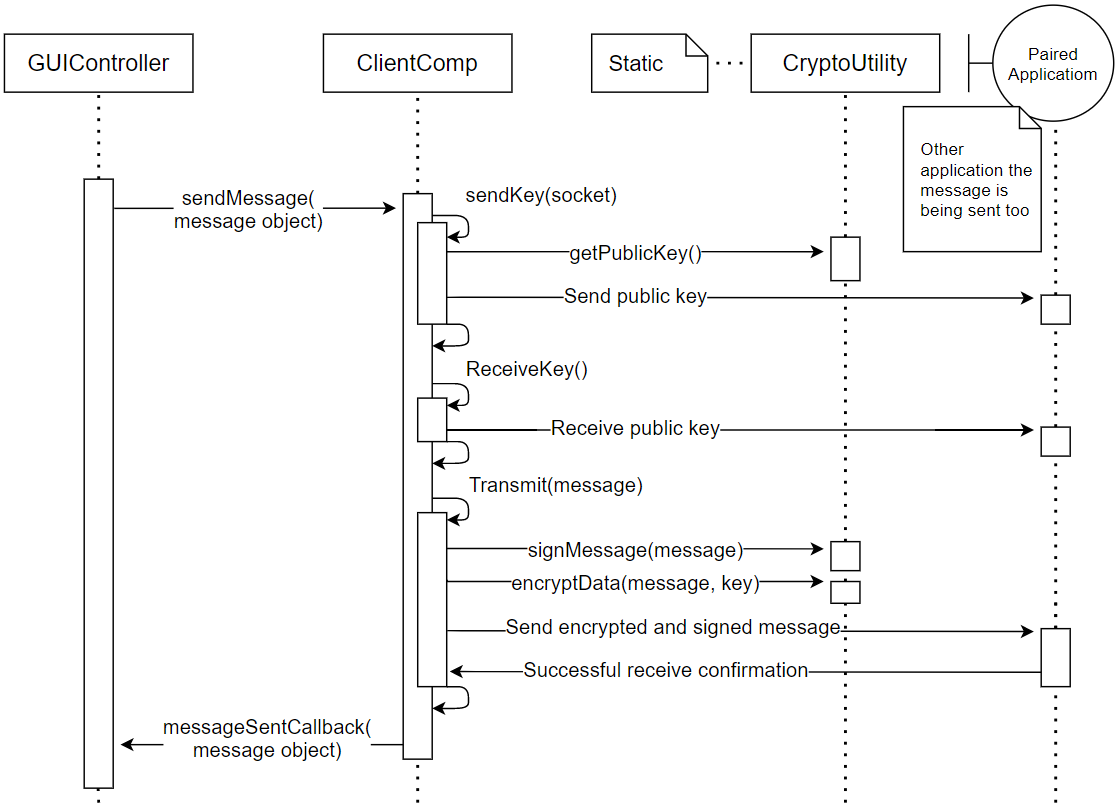 GUIController
ClientComp
Static
CryptoUtility
Paired
Applicatiom
Other
application the
message is
being sent too
sendMessage(
message object)
sendKey(socket)
getPublicKey()
Send public key
ReceiveKey()
Receive public key
Transmit(message)
signMessage(message)
encryptData(message, key)
Send encrypted and signed message
Successful receive confirmation
messageSentCallback(
message object)